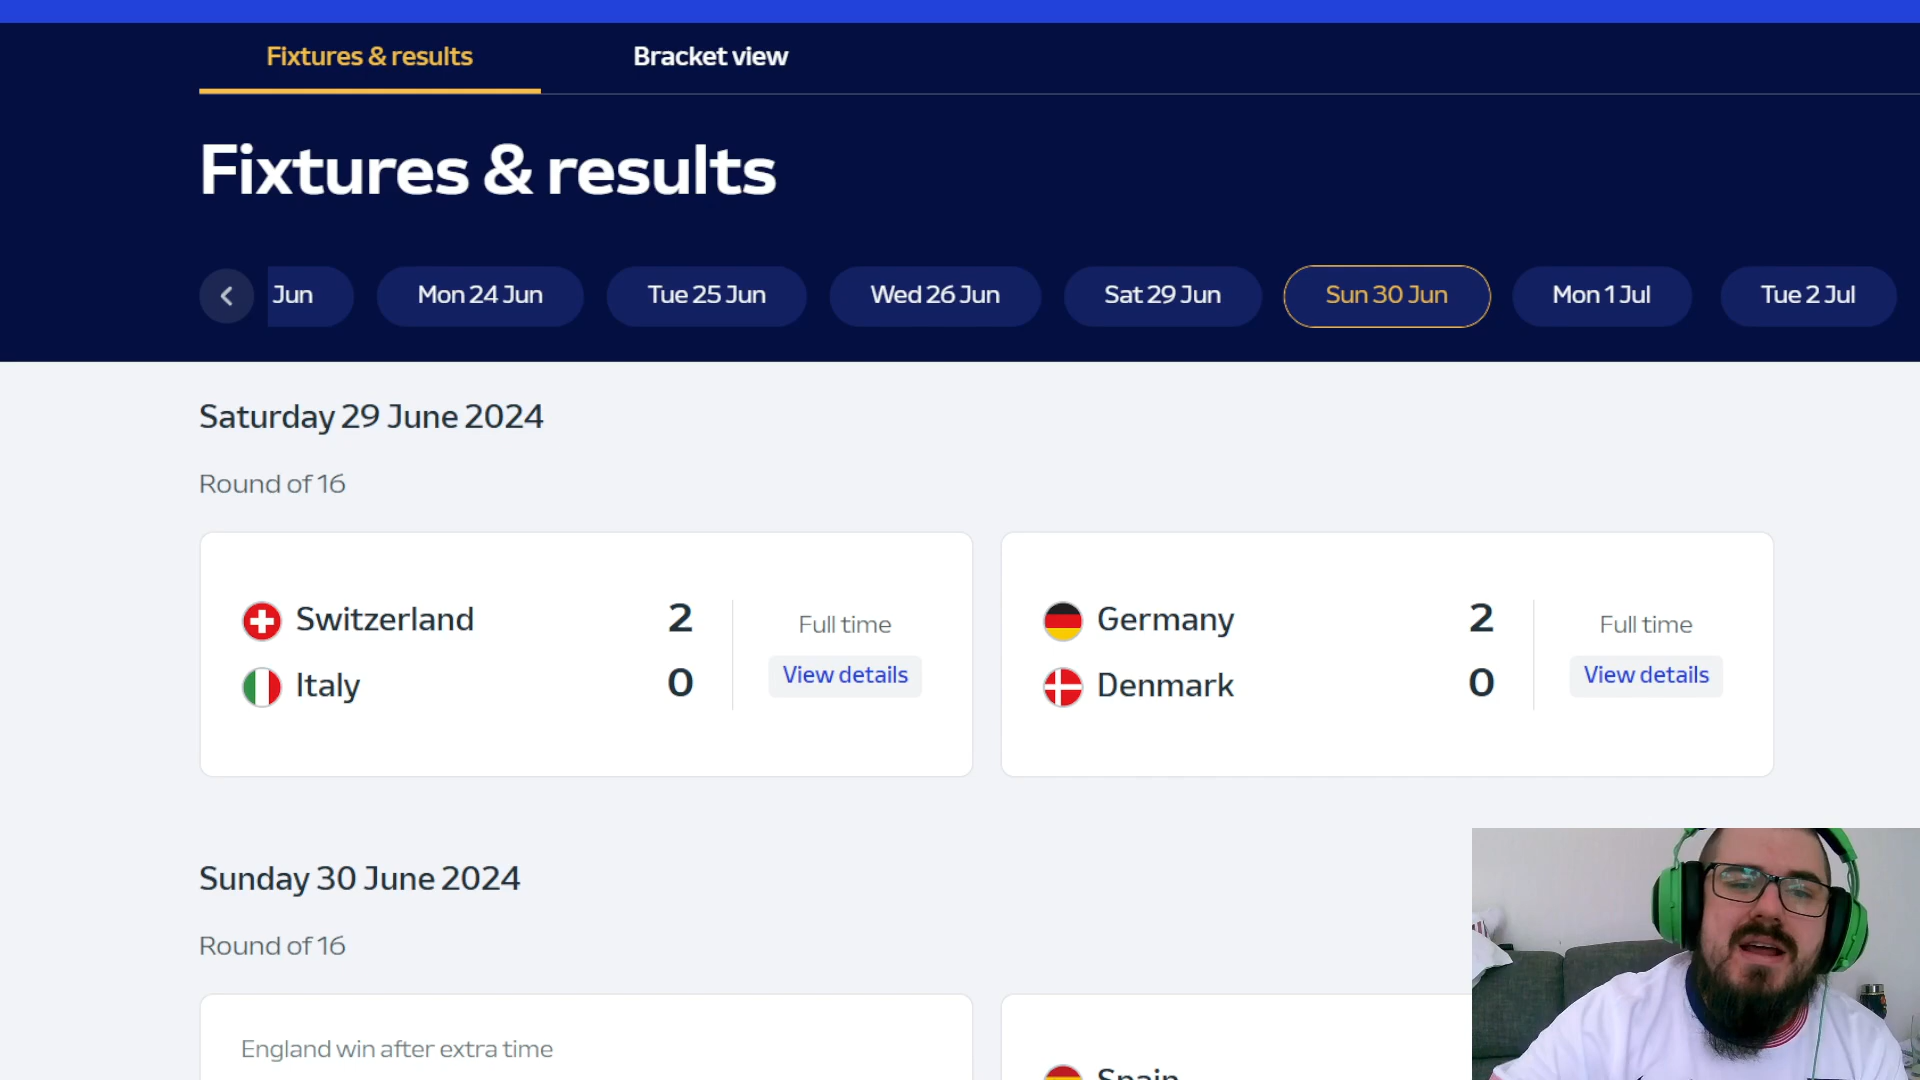 Fixtures & results
Bracket view
Fixtures & results
Jun
Mon 24 Jun
Tue 25 Jun
Wed 26 Jun
Sat 29 Jun
Sun 30 Jun
Mon 1 Jul
Tue 2 Jul
Saturday 29 June 2024
Round of 16
Switzerland 2
Full time
Italy 0
View details
Germany 2
Full time
Denmark 0
View details
Sunday 30 June 2024
Round of 16
England win after extra time
Spain